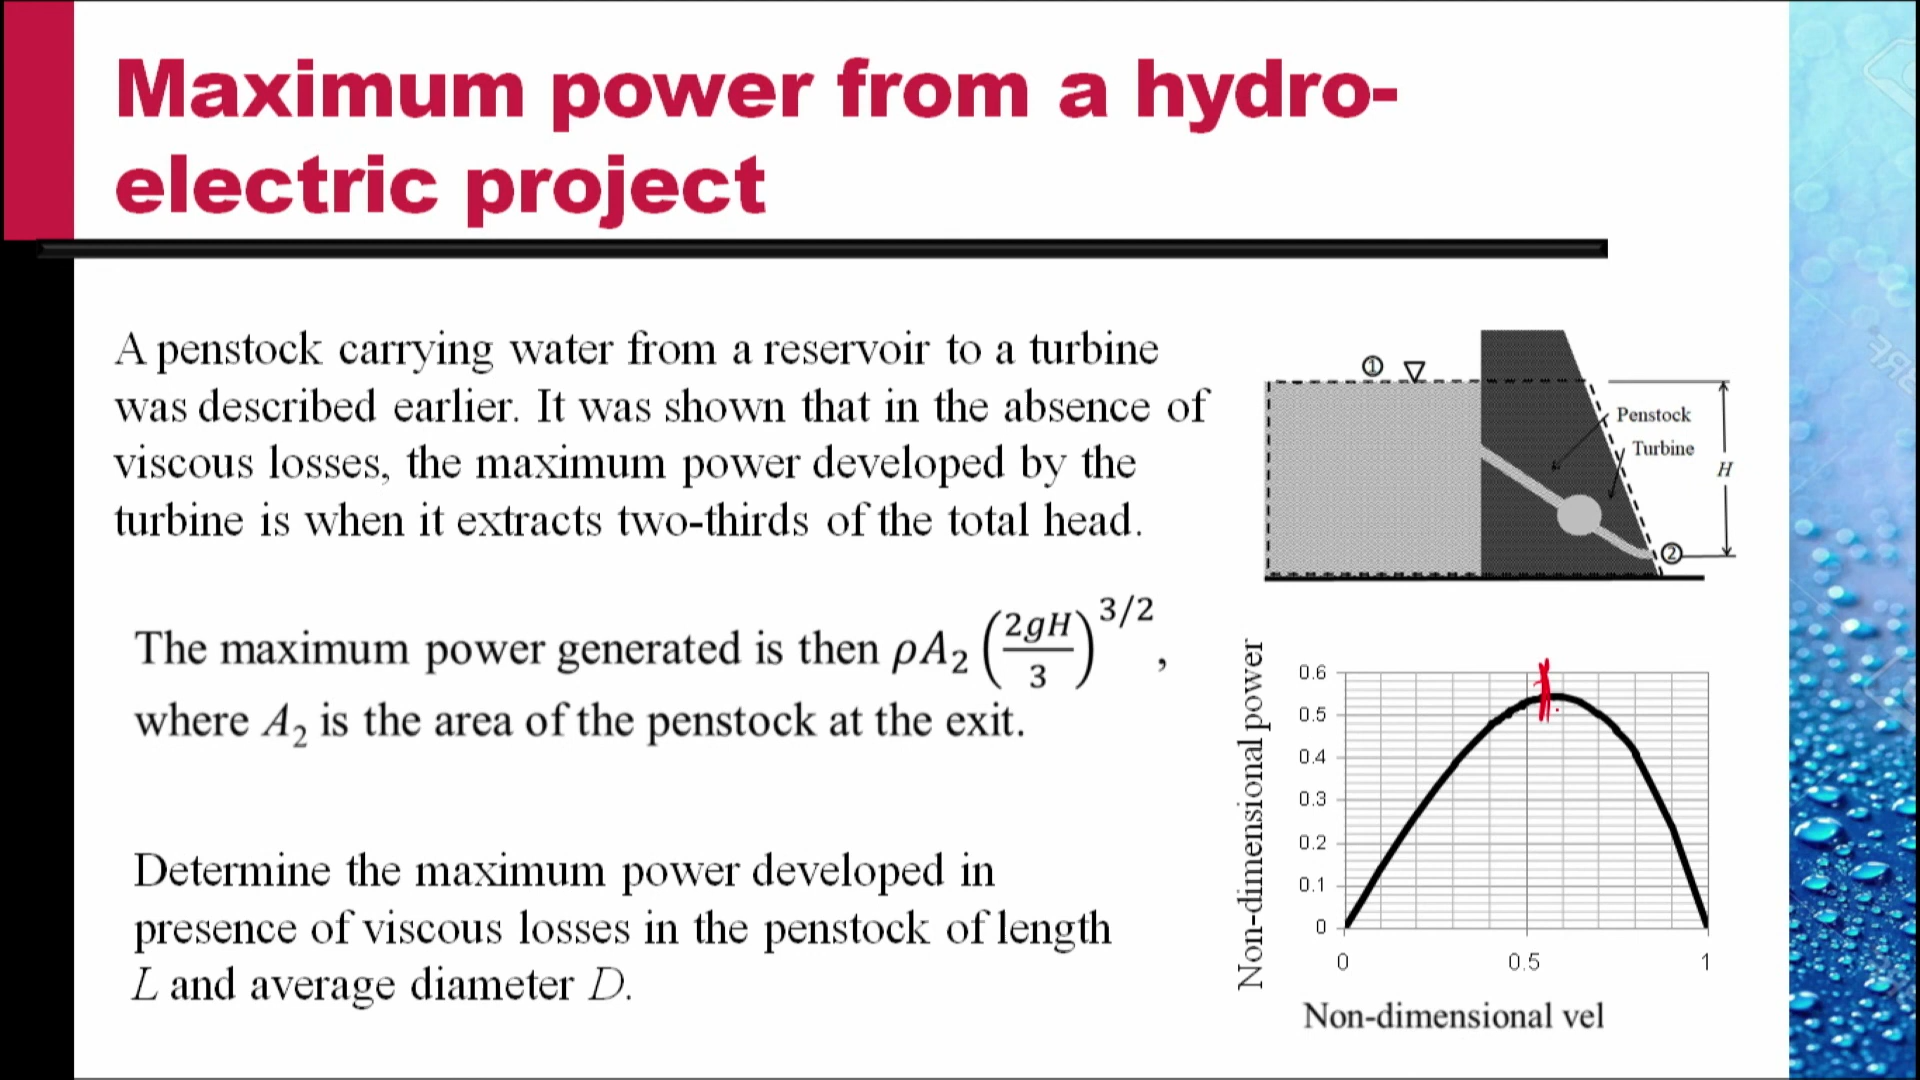 Maximum power from a hydro-
electric project
A penstock carrying water from a reservoir to a turbine
was described earlier. It was shown that in the absence of
viscous losses, the maximum power developed by the
turbine is when it extracts two-thirds of the total head.
The maximum power generated is then ρA₂ (2gH/3)^3/2 ,
where A₂ is the area of the penstock at the exit.
Determine the maximum power developed in
presence of viscous losses in the penstock of length
L and average diameter D.
①
Penstock
Turbine
H
②
Non-dimensional power
0.6
0.5
0.4
0.3
0.2
0.1
0
0 0.5 1
Non-dimensional vel